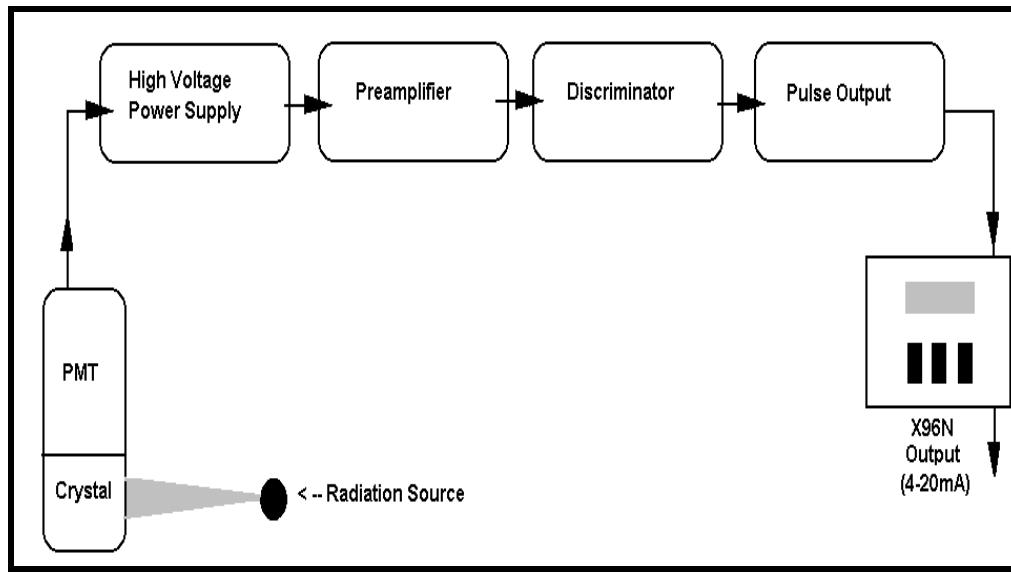 High Voltage
Power Supply
Preamplifier
Discriminator
Pulse Output
PMT
Crystal
< -- Radiation Source
X96N
Output
(4-20mA)